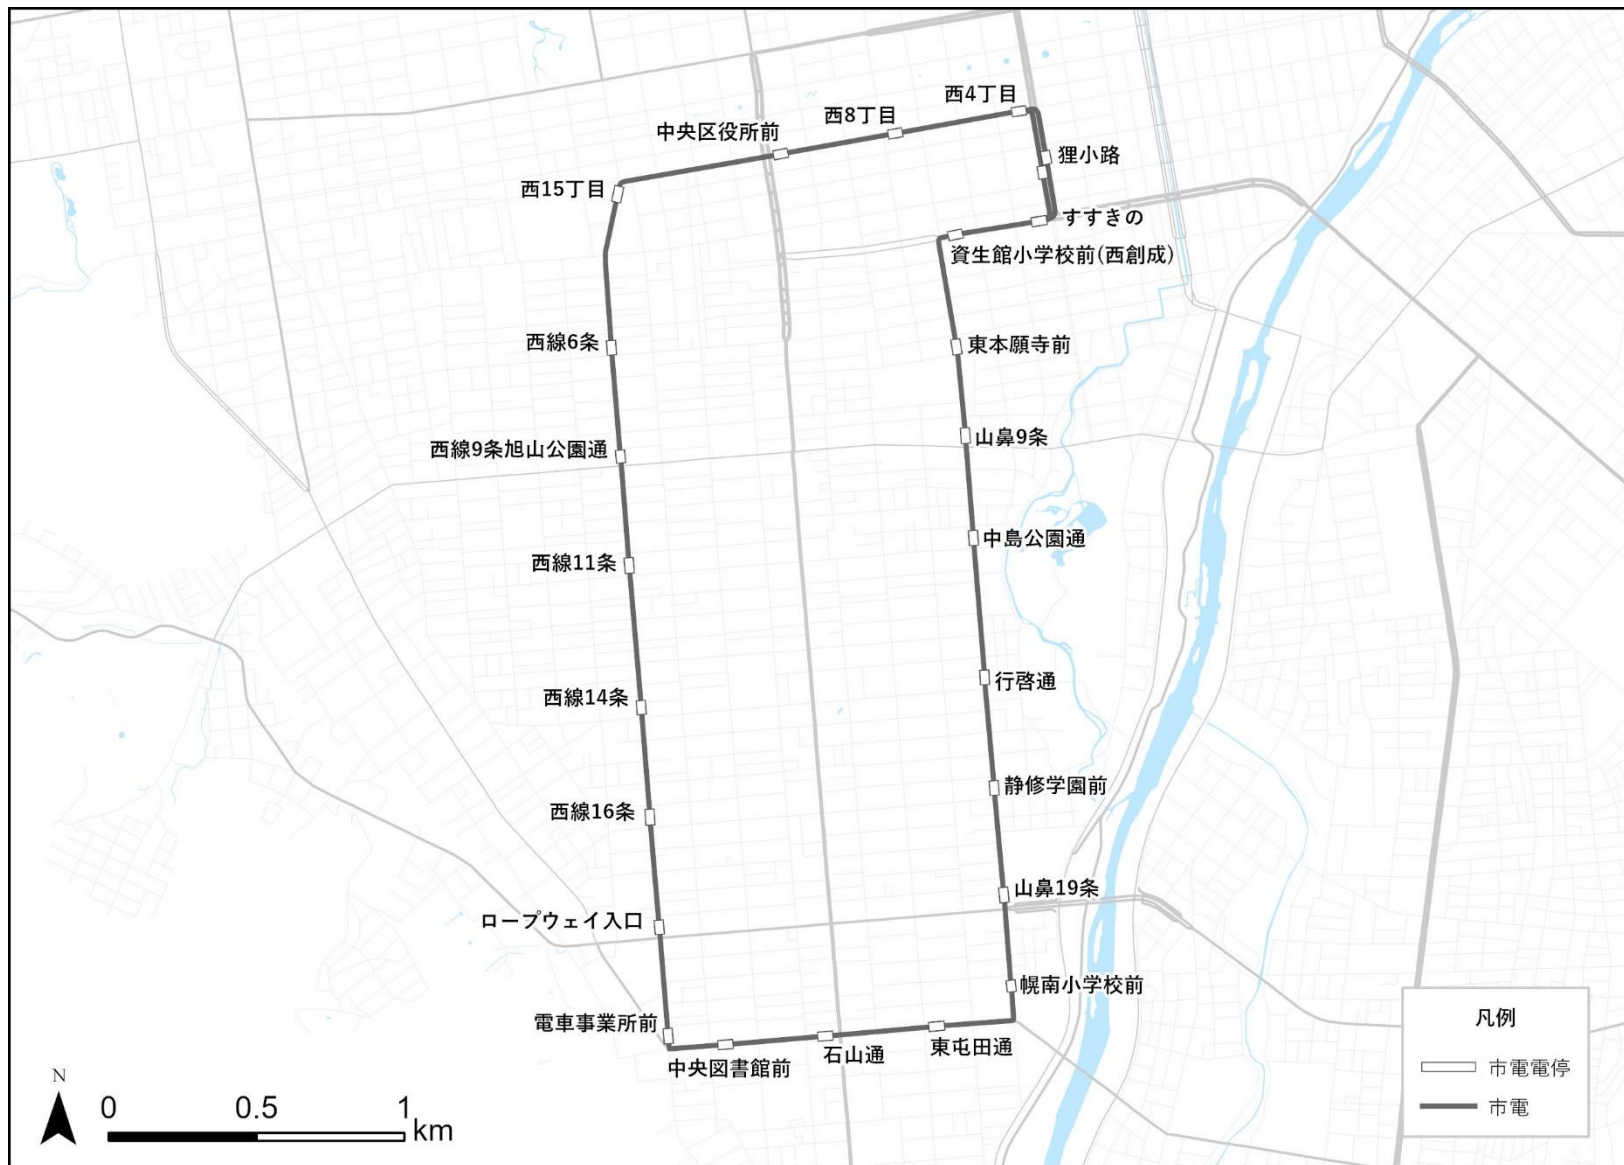 西4丁目
西8丁目
中央区役所前
狸小路
西15丁目
すすきの
資生館小学校前(西創成)
西線6条
東本願寺前
山鼻9条
西線9条旭山公園通
中島公園通
西線11条
行啓通
西線14条
静修学園前
西線16条
山鼻19条
ロープウェイ入口
幌南小学校前
電車事業所前
東屯田通
石山通
中央図書館前
凡例
市電電停
市電
N
0 0.5 1
km